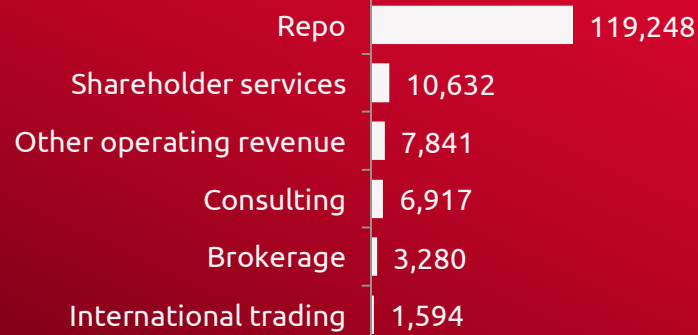 Repo 119,248
Shareholder services 10,632
Other operating revenue 7,841
Consulting 6,917
Brokerage 3,280
International trading 1,594